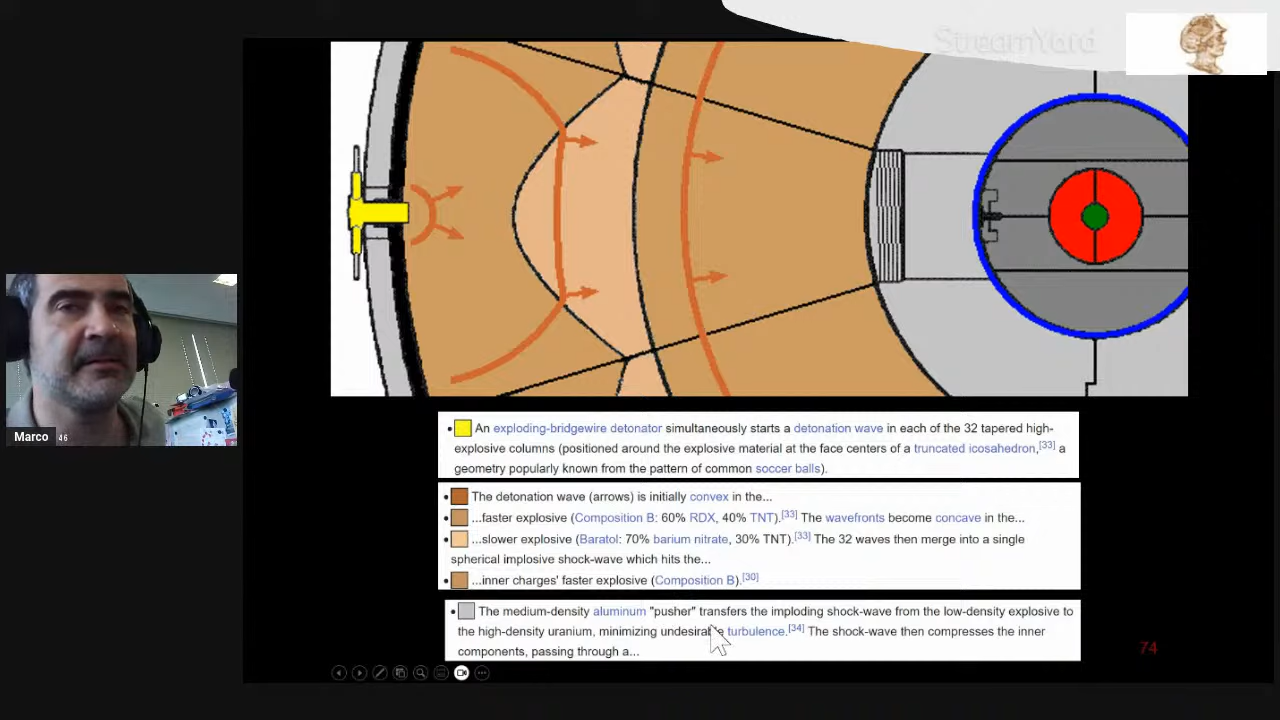 StreamYard
An exploding-bridgewire detonator simultaneously starts a detonation wave in each of the 32 tapered high-
explosive columns (positioned around the explosive material at the face centers of a truncated icosahedron,[33] a
geometry popularly known from the pattern of common soccer balls).
The detonation wave (arrows) is initially convex in the...
...faster explosive (Composition B: 60% RDX, 40% TNT).[33] The wavefronts become concave in the...
...slower explosive (Baratol: 70% barium nitrate, 30% TNT).[33] The 32 waves then merge into a single
spherical implosive shock-wave which hits the...
...inner charges' faster explosive (Composition B).[30]
The medium-density aluminum "pusher" transfers the imploding shock-wave from the low-density explosive to
the high-density uranium, minimizing undesirable turbulence.[34] The shock-wave then compresses the inner
components, passing through a...
74
Marco 46